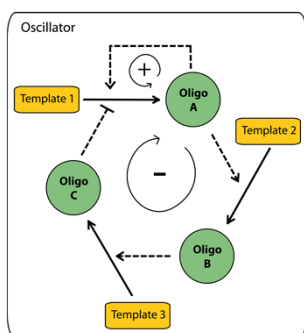 Oscillator
+
Template 1
Oligo
A
Template 2
Oligo
C
-
Oligo
B
Template 3